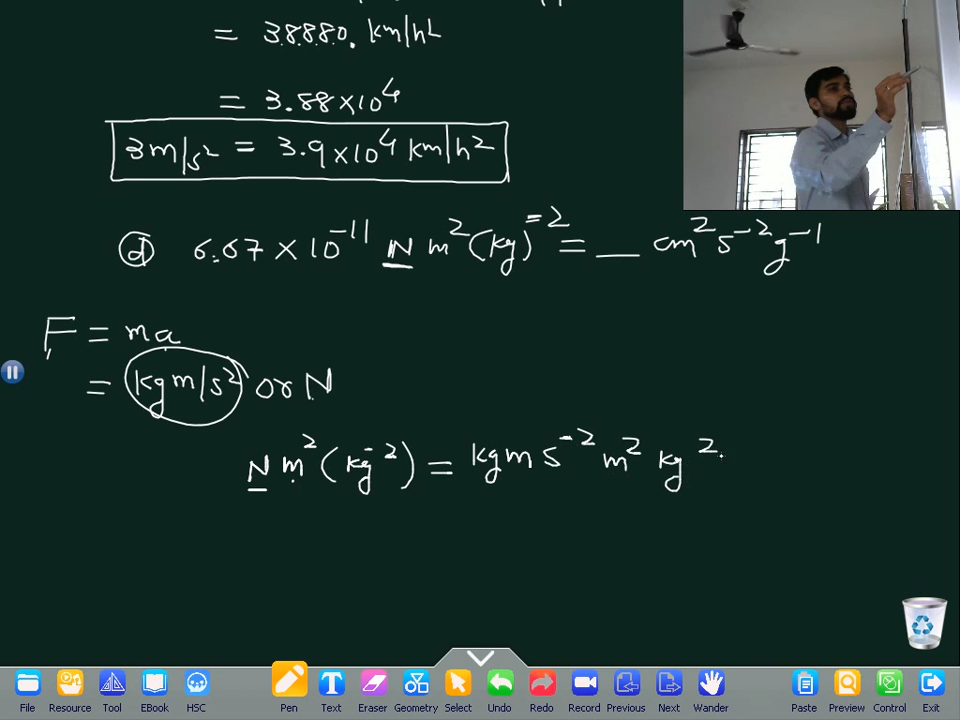 = 38880. km/h²
= 3.88×10⁴
3m/s² = 3.9×10⁴ km/h²
(d) 6.67 × 10⁻¹¹ N m² (kg)⁻² = __ cm² s⁻² g⁻¹
F = ma
= kg m/s² or N
N m² (kg⁻²) = kg m s⁻² m² kg ²
File Resource Tool EBook HSC Pen Text Eraser Geometry Select Undo Redo Record Previous Next Wander Paste Preview Control Exit